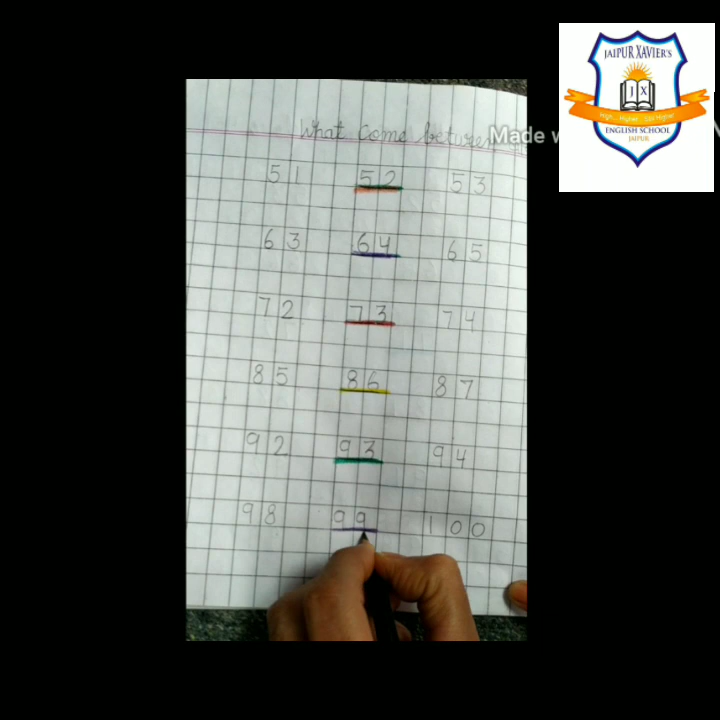 JAIPUR XAVIER'S
J X
ENGLISH SCHOOL
JAIPUR
What come between
Made w
51 52 53
63 64 65
72 73 74
85 86 87
92 93 94
98 99 100